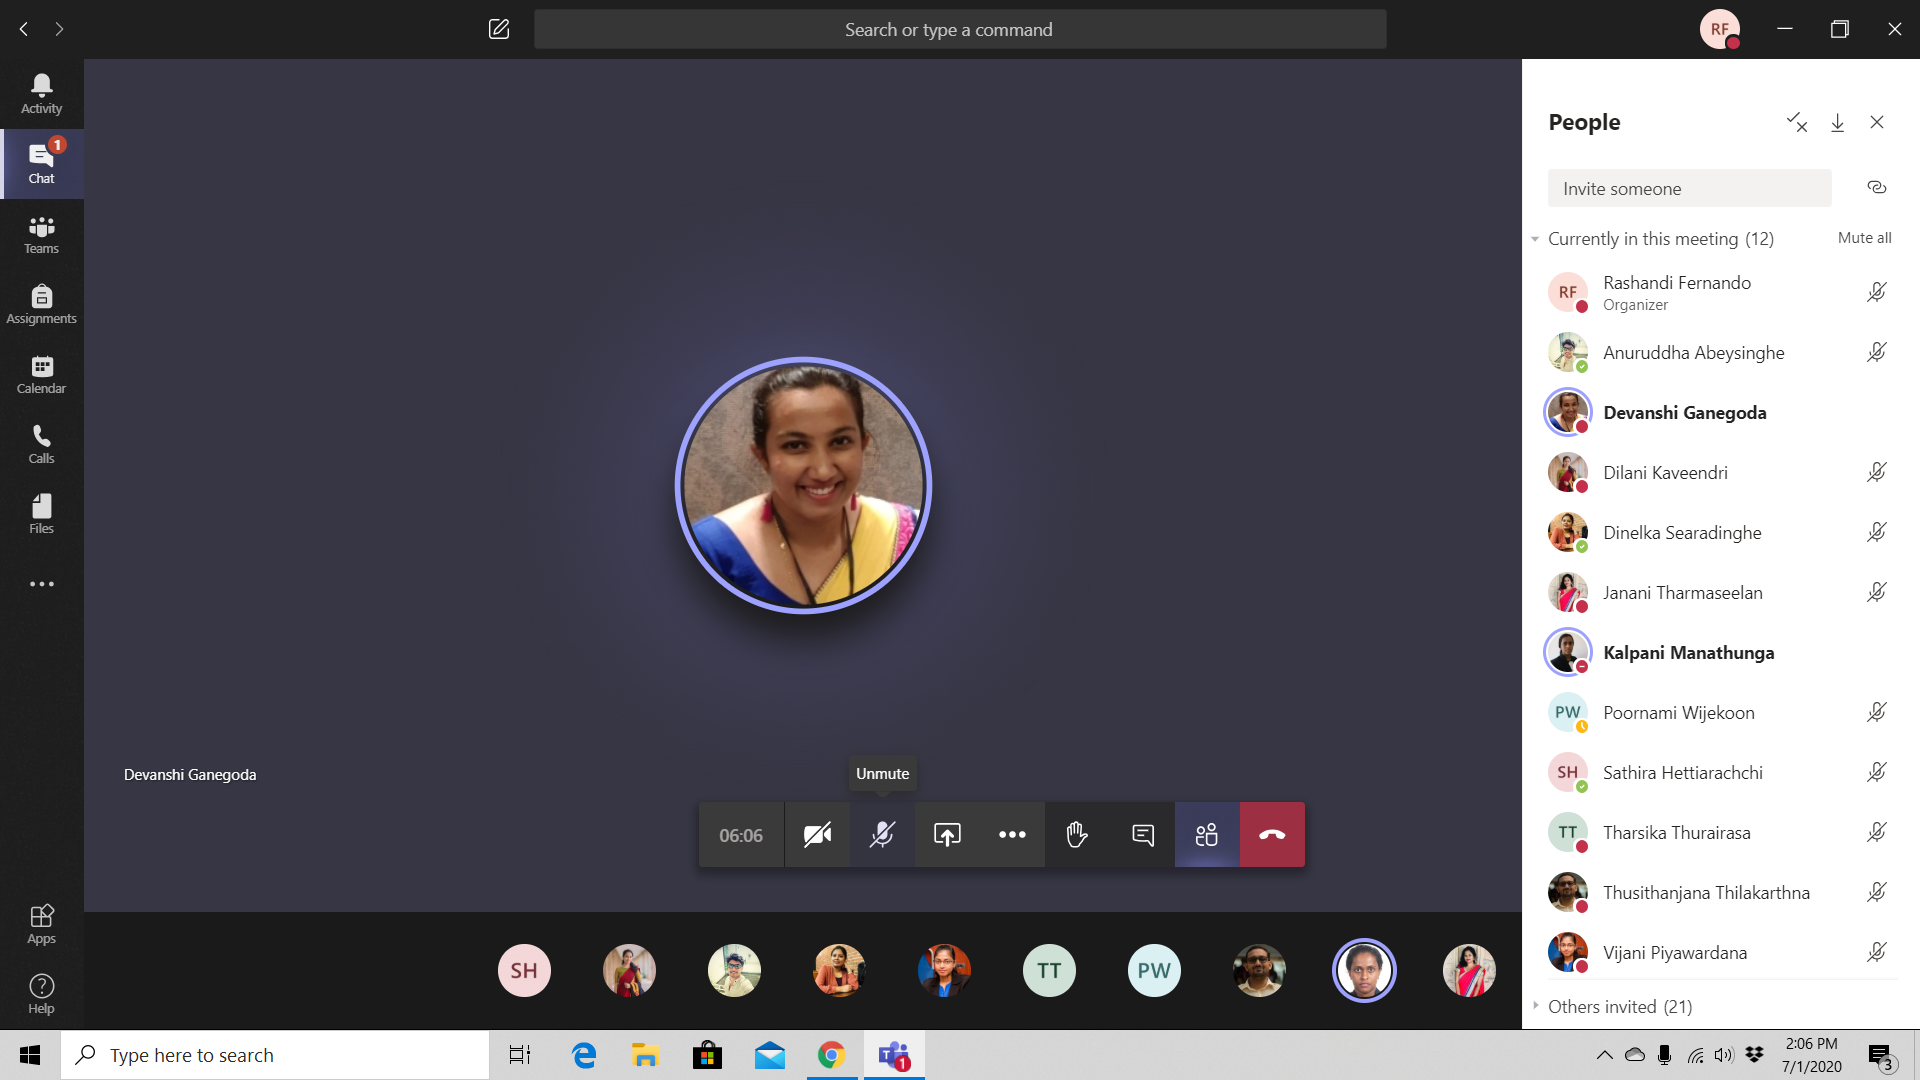 Search or type a command
RF
Activity
1
Chat
Teams
Assignments
Calendar
Calls
Files
Apps
Help
Devanshi Ganegoda
Unmute
06:06
SH
TT
PW
People
Invite someone
Currently in this meeting (12)
Mute all
RF
Rashandi Fernando
Organizer
Anuruddha Abeysinghe
Devanshi Ganegoda
Dilani Kaveendri
Dinelka Searadinghe
Janani Tharmaseelan
Kalpani Manathunga
PW
Poornami Wijekoon
SH
Sathira Hettiarachchi
TT
Tharsika Thurairasa
Thusithanjana Thilakarthna
Vijani Piyawardana
Others invited (21)
Type here to search
T
1
2:06 PM
7/1/2020
3